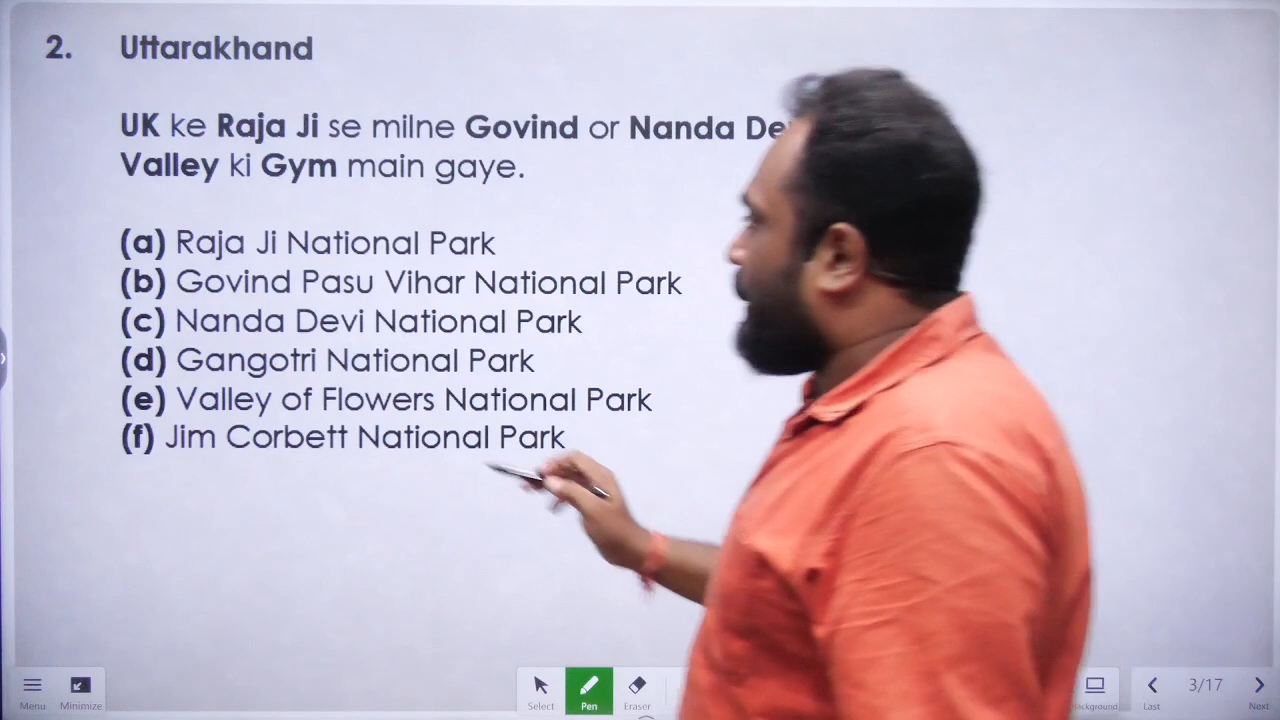 2. Uttarakhand
UK ke Raja Ji se milne Govind or Nanda
Valley ki Gym main gaye.
(a) Raja Ji National Park
(b) Govind Pasu Vihar National Park
(c) Nanda Devi National Park
(d) Gangotri National Park
(e) Valley of Flowers National Park
(f) Jim Corbett National Park
Menu Minimize Select Pen Eraser Background Last 3/17 Next